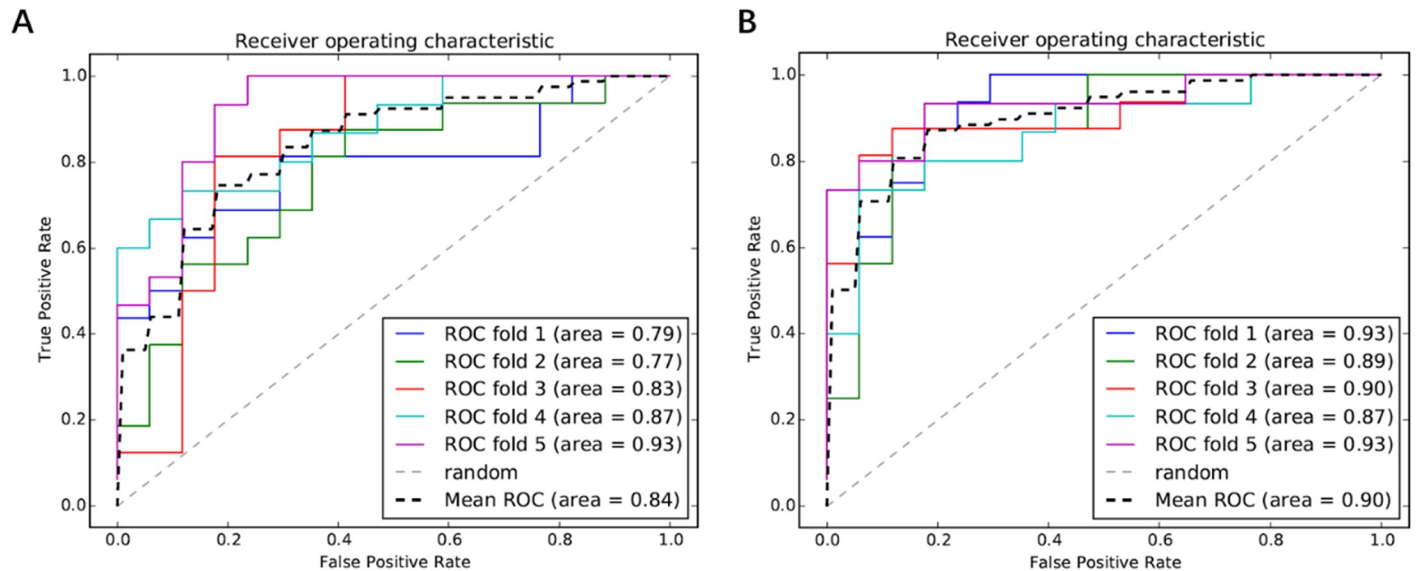 A
Receiver operating characteristic
1.0
0.8
0.6
0.4
0.2
0.0
True Positive Rate
ROC fold 1 (area = 0.79)
ROC fold 2 (area = 0.77)
ROC fold 3 (area = 0.83)
ROC fold 4 (area = 0.87)
ROC fold 5 (area = 0.93)
random
Mean ROC (area = 0.84)
0.0 0.2 0.4 0.6 0.8 1.0
False Positive Rate
B
Receiver operating characteristic
1.0
0.8
0.6
0.4
0.2
0.0
True Positive Rate
ROC fold 1 (area = 0.93)
ROC fold 2 (area = 0.89)
ROC fold 3 (area = 0.90)
ROC fold 4 (area = 0.87)
ROC fold 5 (area = 0.93)
random
Mean ROC (area = 0.90)
0.0 0.2 0.4 0.6 0.8 1.0
False Positive Rate